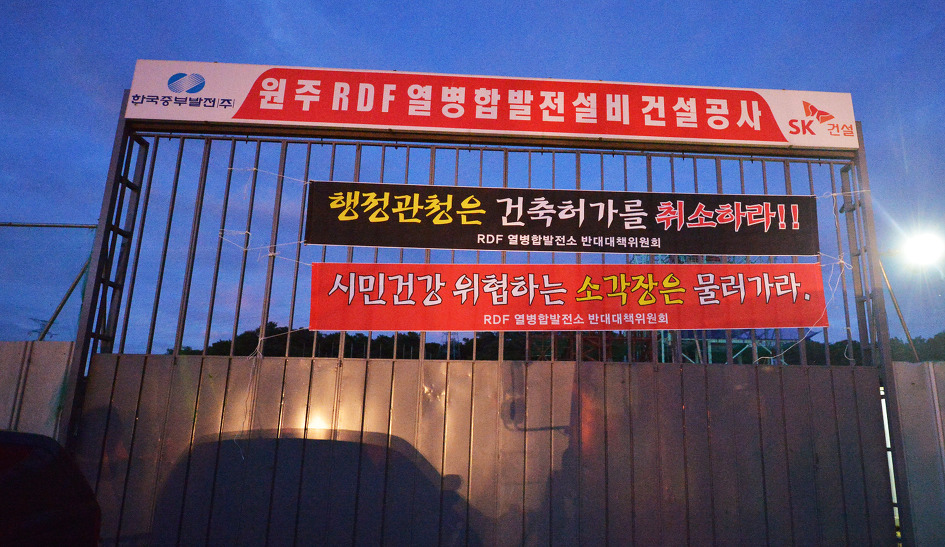 한국중부발전(주) 원주 RDF 열병합발전설비 건설공사 SK 건설
행정관청은 건축허가를 취소하라!!
RDF 열병합발전소 반대대책위원회
시민건강 위협하는 소각장은 물러가라.
RDF 열병합발전소 반대대책위원회